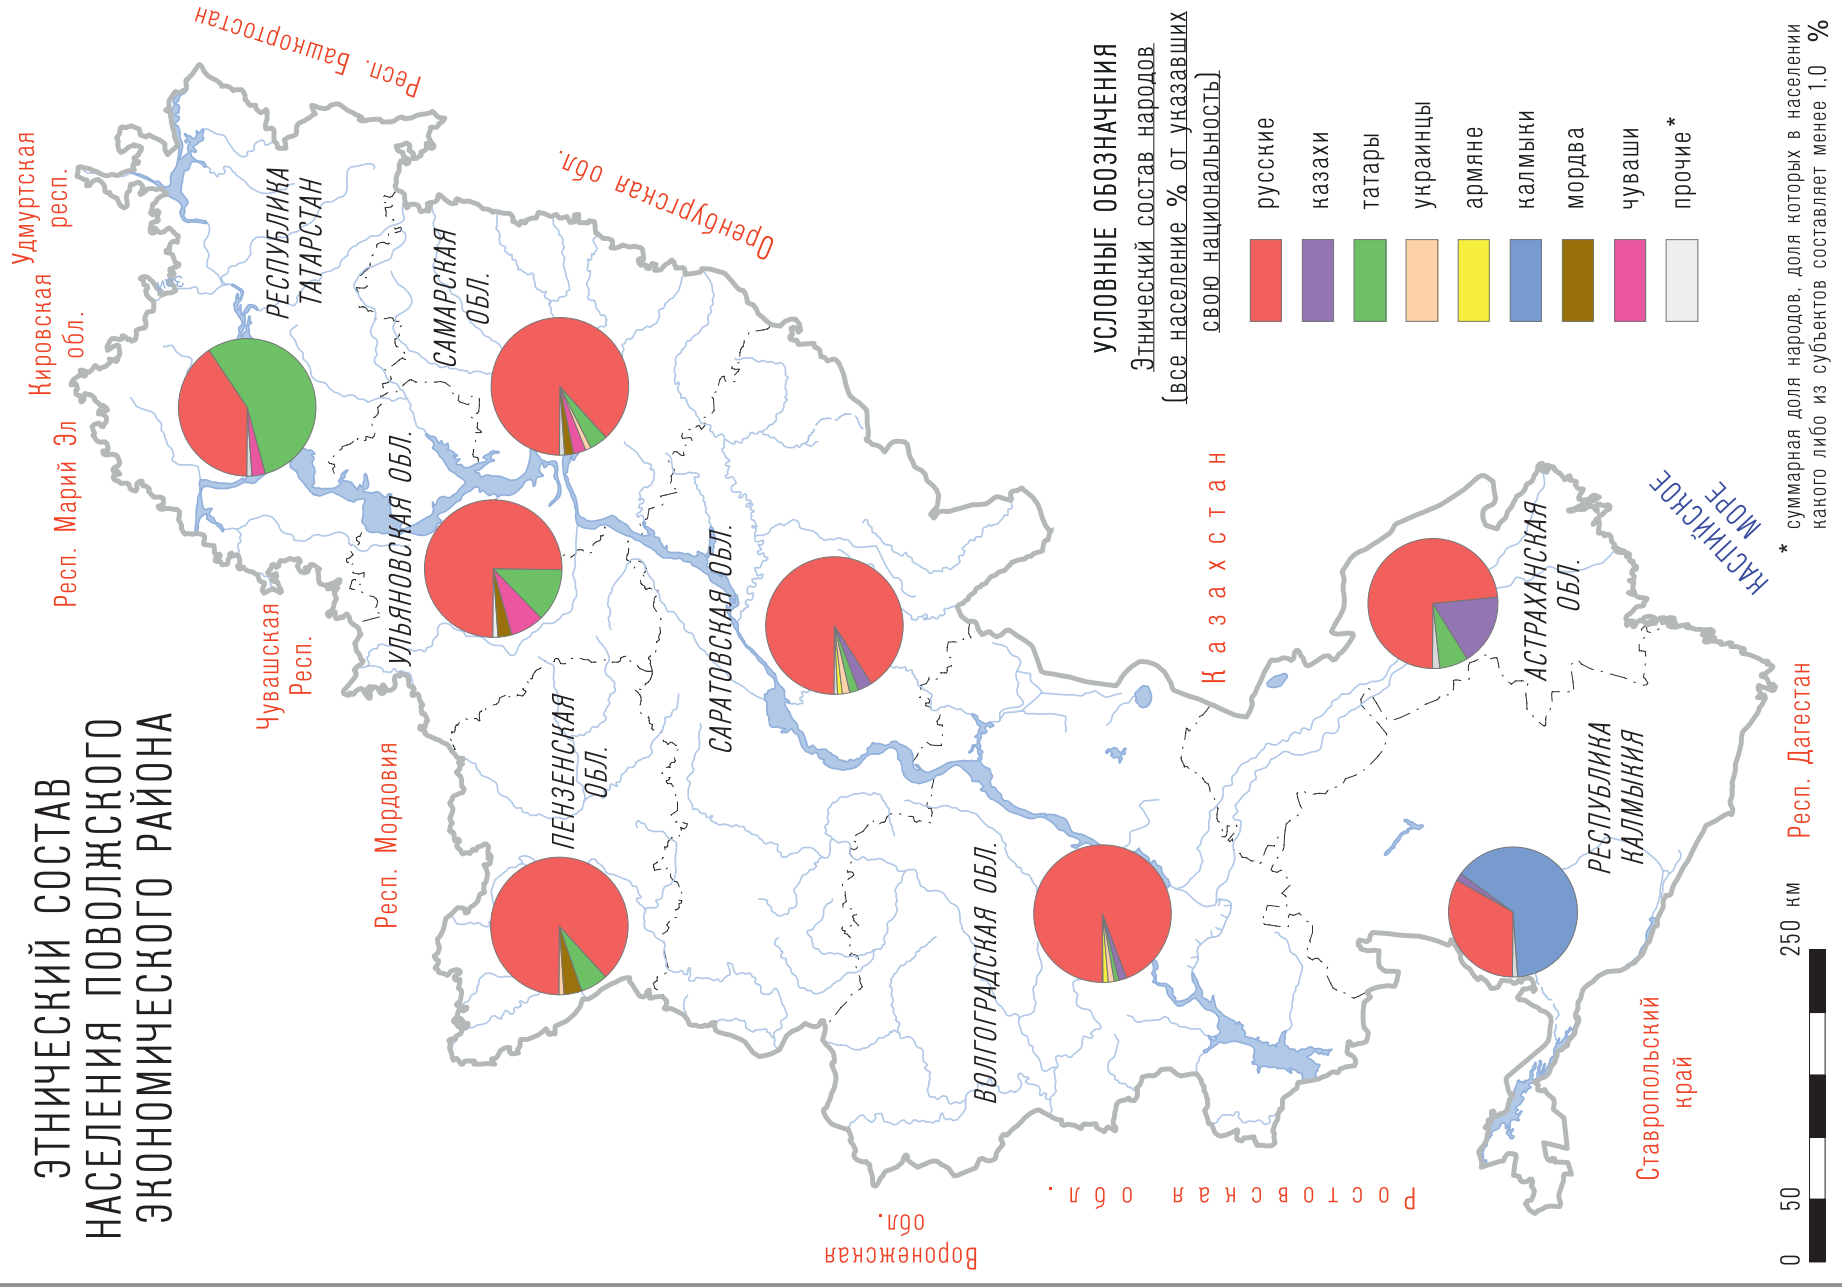 ЭТНИЧЕСКИЙ СОСТАВ
НАСЕЛЕНИЯ ПОВОЛЖСКОГО
ЭКОНОМИЧЕСКОГО РАЙОНА
Удмуртская
респ.
Кировская
обл.
Респ. Марий Эл
Чувашская
Респ.
Респ. Мордовия
Респ. Башкортостан
Оренбургская обл.
РЕСПУБЛИКА
ТАТАРСТАН
САМАРСКАЯ
ОБЛ.
УЛЬЯНОВСКАЯ ОБЛ.
ПЕНЗЕНСКАЯ
ОБЛ.
САРАТОВСКАЯ ОБЛ.
ВОЛГОГРАДСКАЯ ОБЛ.
АСТРАХАНСКАЯ
ОБЛ.
РЕСПУБЛИКА
КАЛМЫКИЯ
Казахстан
КАСПИЙСКОЕ
МОРЕ
Воронежская
обл.
Ростовская обл.
Ставропольский
край
Респ. Дагестан
УСЛОВНЫЕ ОБОЗНАЧЕНИЯ
Этнический состав народов
(все население % от указавших
свою национальность)
русские
казахи
татары
украинцы
армяне
калмыки
мордва
чуваши
прочие*
* суммарная доля народов, доля которых в населении
какого либо из субъектов составляет менее 1,0 %
0 50 250 км